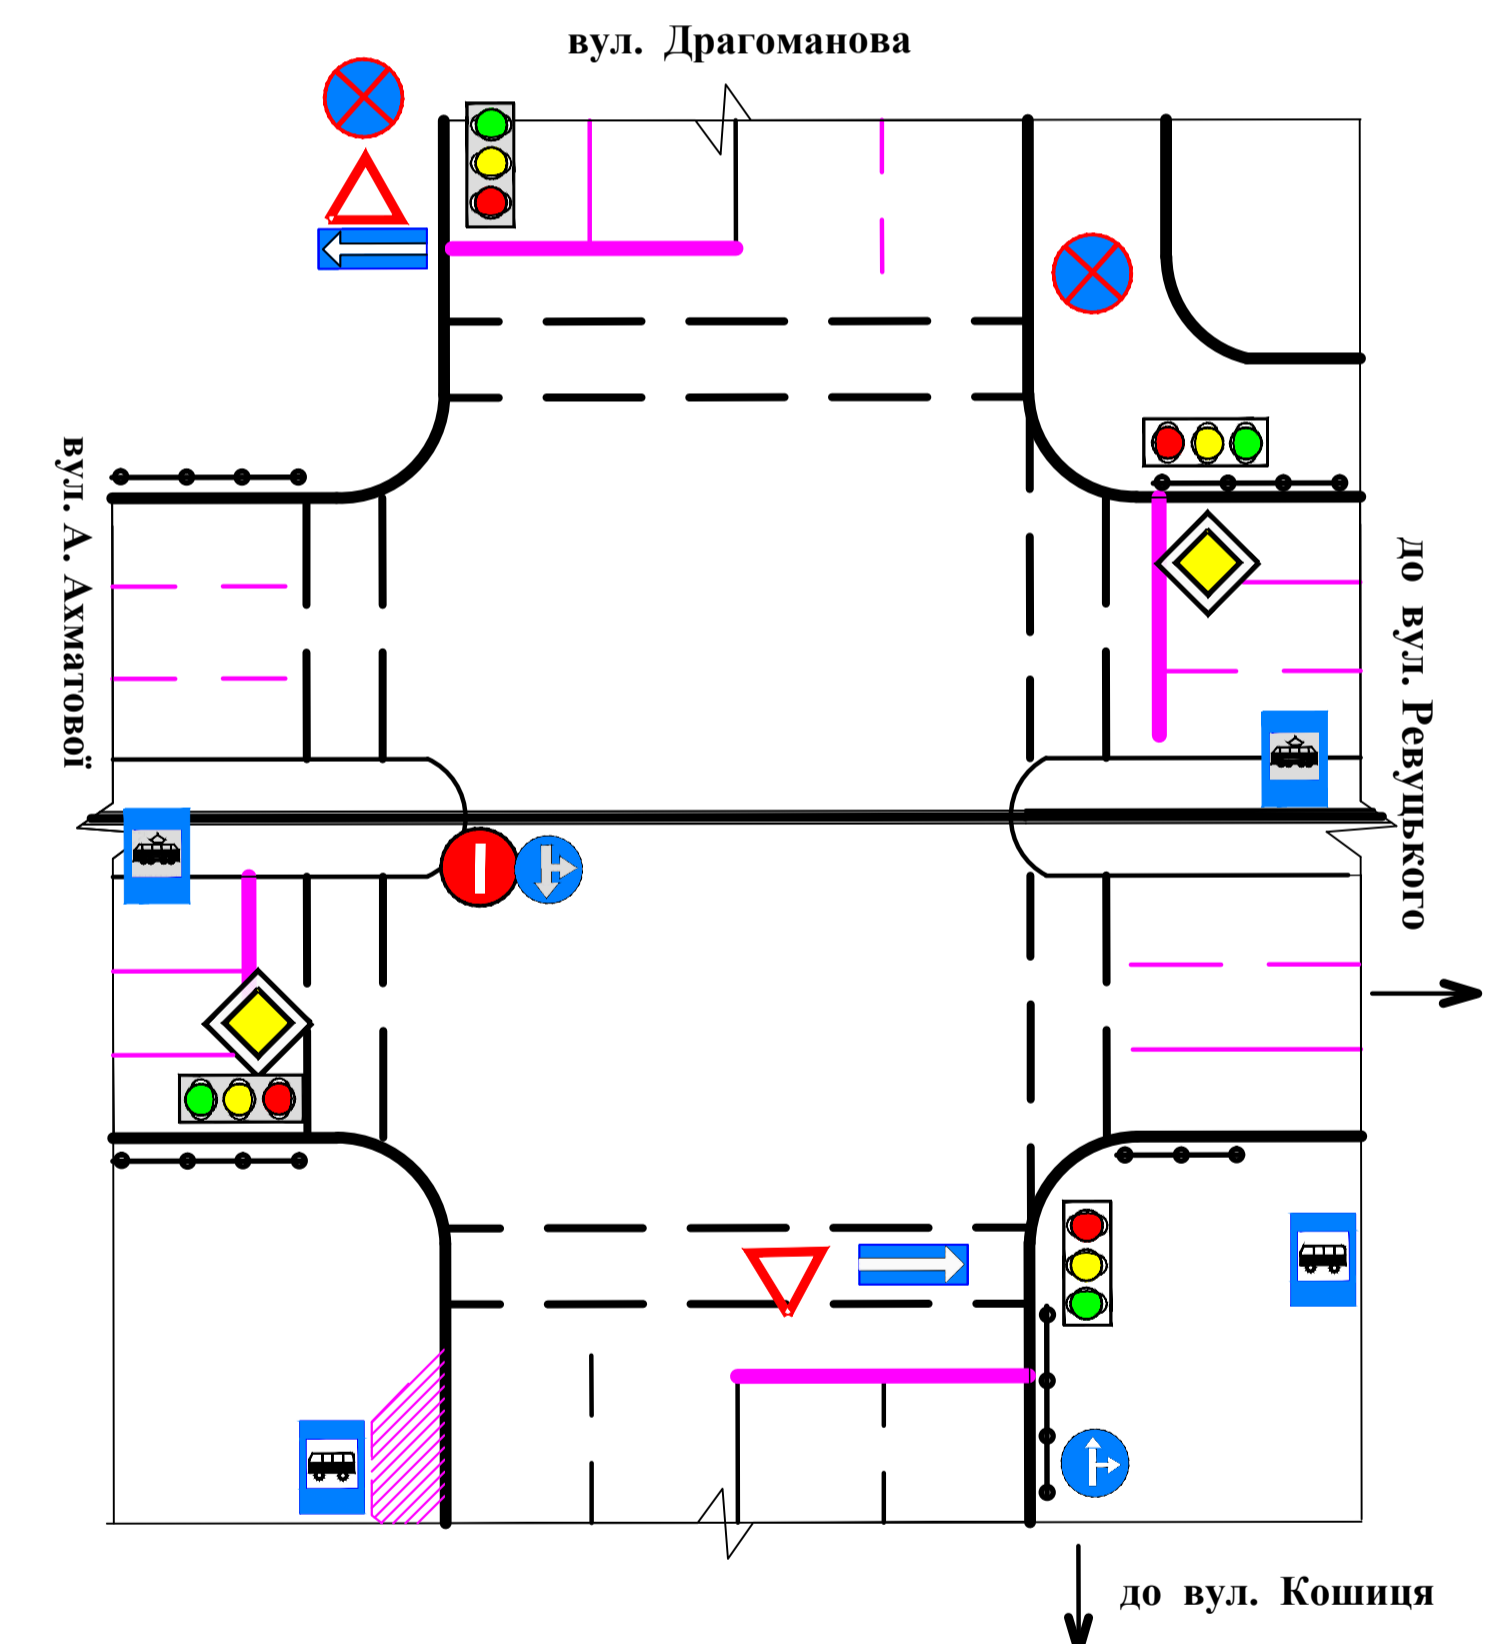 вул. Драгоманова
вул. А. Ахматової
до вул. Ревуцького
до вул. Кошиця